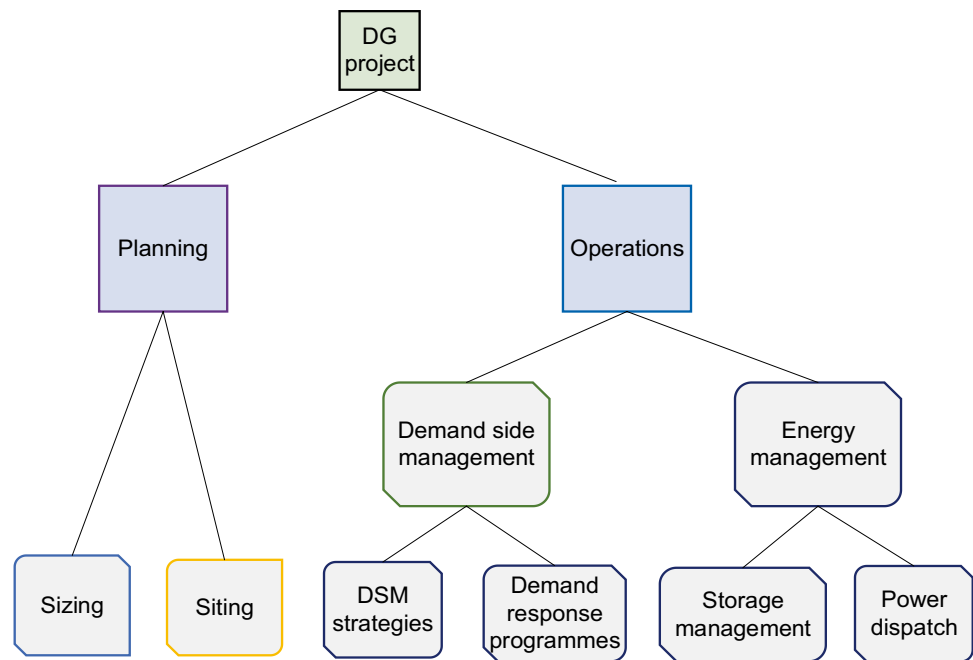 DG
project
Planning
Operations
Demand side
management
Energy
management
Sizing
Siting
DSM
strategies
Demand
response
programmes
Storage
management
Power
dispatch